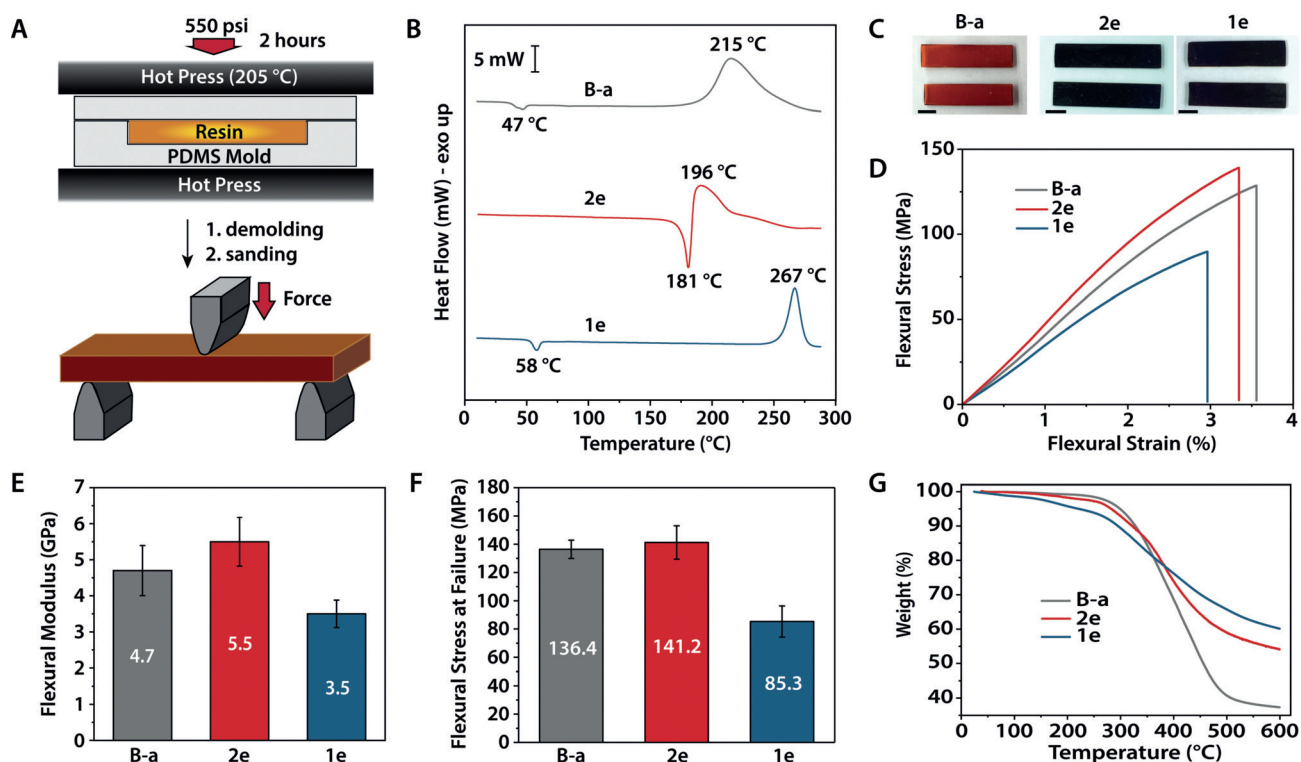 A
550 psi
2 hours
Hot Press (205 °C)
Resin
PDMS Mold
Hot Press
1. demolding
2. sanding
Force
B
5 mW
215 °C
B-a
47 °C
196 °C
2e
181 °C
267 °C
1e
58 °C
Heat Flow (mW) - exo up
0 50 100 150 200 250 300
Temperature (°C)
C
B-a 2e 1e
D
150
100
50
0
B-a
2e
1e
Flexural Stress (MPa)
0 1 2 3 4
Flexural Strain (%)
E
7
6
5
4
3
2
1
0
Flexural Modulus (GPa)
4.7
5.5
3.5
B-a 2e 1e
F
180
160
140
120
100
80
60
40
20
0
Flexural Stress at Failure (MPa)
136.4
141.2
85.3
B-a 2e 1e
G
100
90
80
70
60
50
40
Weight (%)
B-a
2e
1e
0 100 200 300 400 500 600
Temperature (°C)